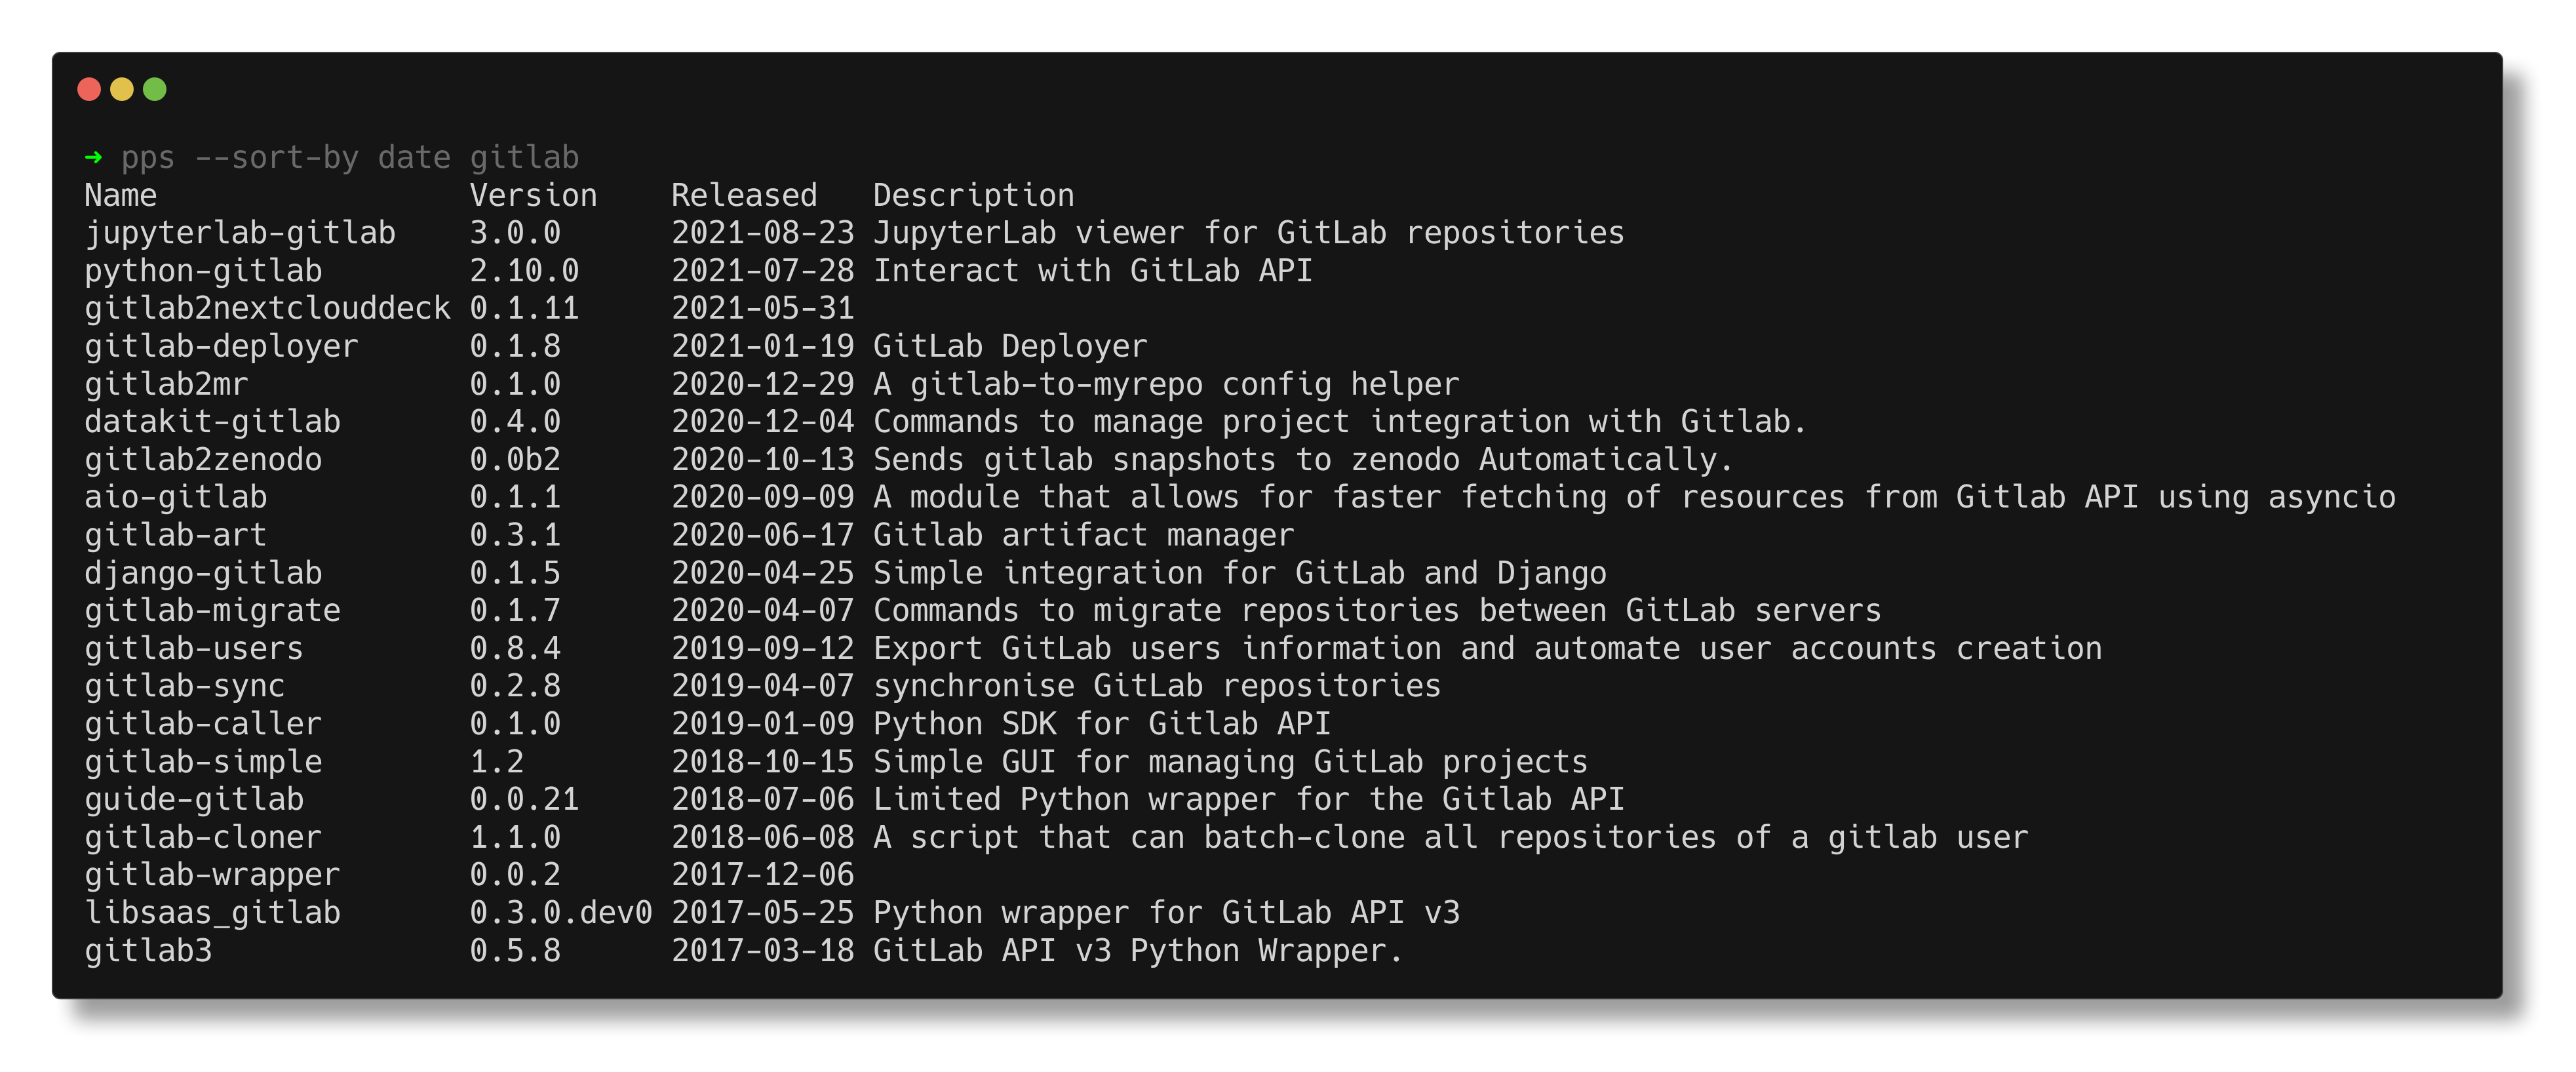 ➜ pps --sort-by date gitlab
Name                 Version    Released   Description
jupyterlab-gitlab    3.0.0      2021-08-23 JupyterLab viewer for GitLab repositories
python-gitlab        2.10.0     2021-07-28 Interact with GitLab API
gitlab2nextclouddeck 0.1.11     2021-05-31
gitlab-deployer      0.1.8      2021-01-19 GitLab Deployer
gitlab2mr            0.1.0      2020-12-29 A gitlab-to-myrepo config helper
datakit-gitlab       0.4.0      2020-12-04 Commands to manage project integration with Gitlab.
gitlab2zenodo        0.0b2      2020-10-13 Sends gitlab snapshots to zenodo Automatically.
aio-gitlab           0.1.1      2020-09-09 A module that allows for faster fetching of resources from Gitlab API using asyncio
gitlab-art           0.3.1      2020-06-17 Gitlab artifact manager
django-gitlab        0.1.5      2020-04-25 Simple integration for GitLab and Django
gitlab-migrate       0.1.7      2020-04-07 Commands to migrate repositories between GitLab servers
gitlab-users         0.8.4      2019-09-12 Export GitLab users information and automate user accounts creation
gitlab-sync          0.2.8      2019-04-07 synchronise GitLab repositories
gitlab-caller        0.1.0      2019-01-09 Python SDK for Gitlab API
gitlab-simple        1.2        2018-10-15 Simple GUI for managing GitLab projects
guide-gitlab         0.0.21     2018-07-06 Limited Python wrapper for the Gitlab API
gitlab-cloner        1.1.0      2018-06-08 A script that can batch-clone all repositories of a gitlab user
gitlab-wrapper       0.0.2      2017-12-06
libsaas_gitlab       0.3.0.dev0 2017-05-25 Python wrapper for GitLab API v3
gitlab3              0.5.8      2017-03-18 GitLab API v3 Python Wrapper.